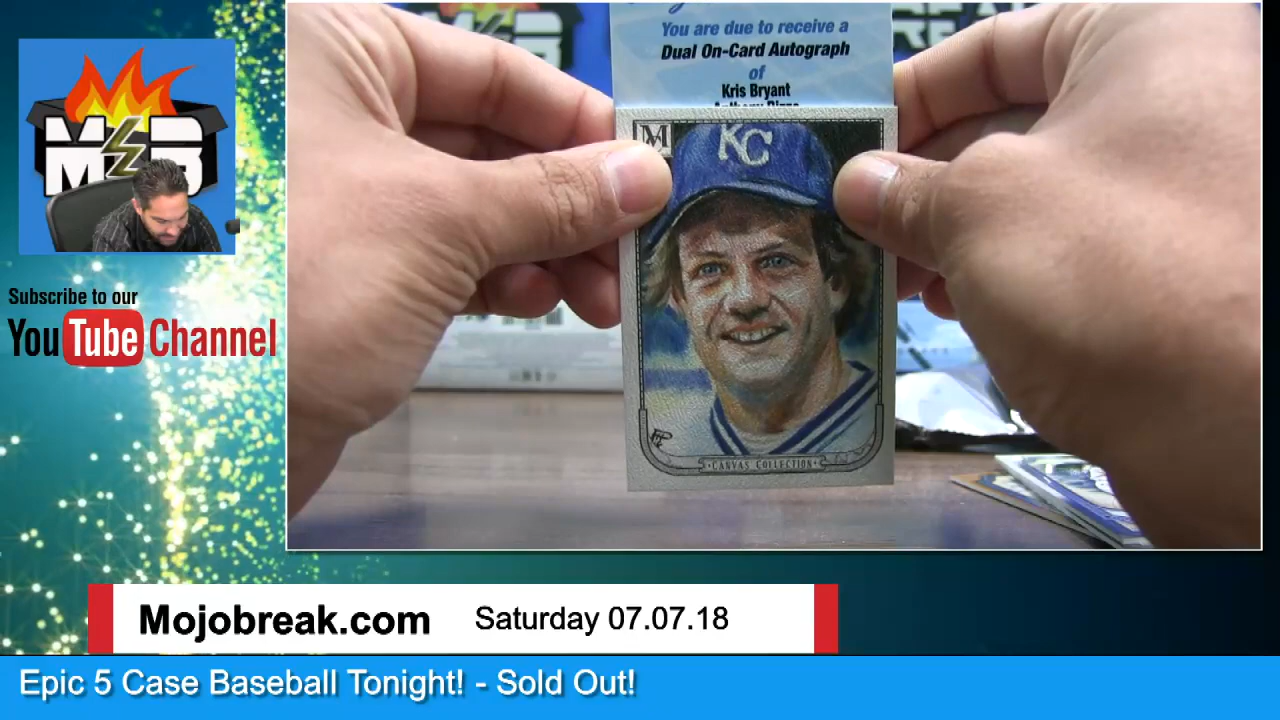 You are due to receive a
Dual On-Card Autograph
of
Kris Bryant
KC
M
CANVAS COLLECTION
Subscribe to our
YouTube Channel
Mojobreak.com Saturday 07.07.18
Epic 5 Case Baseball Tonight! - Sold Out!